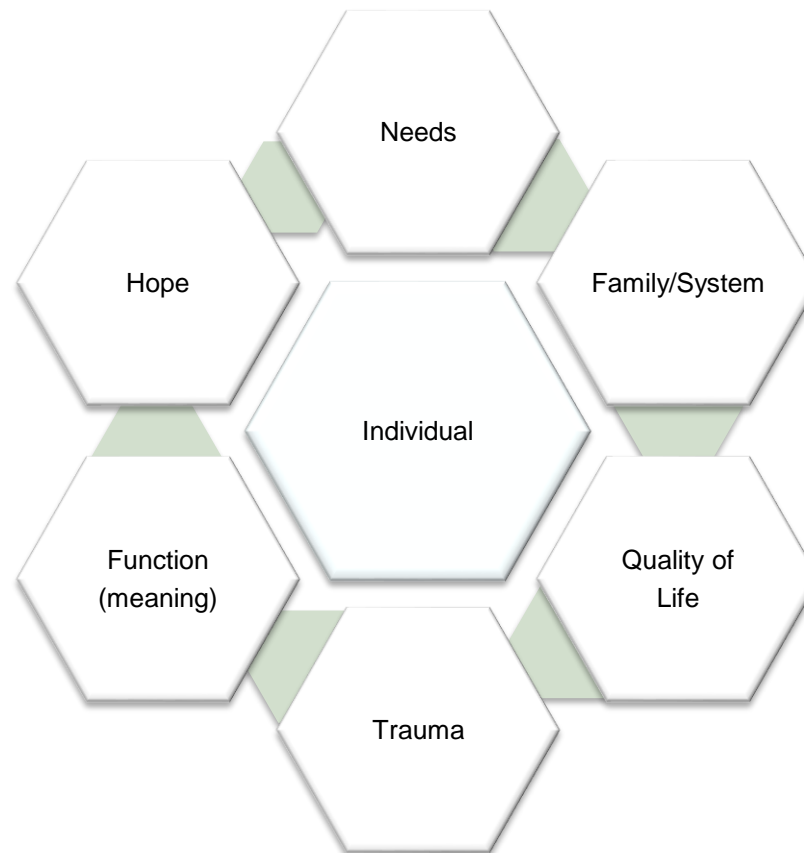 Needs
Hope
Family/System
Individual
Function
(meaning)
Quality of
Life
Trauma